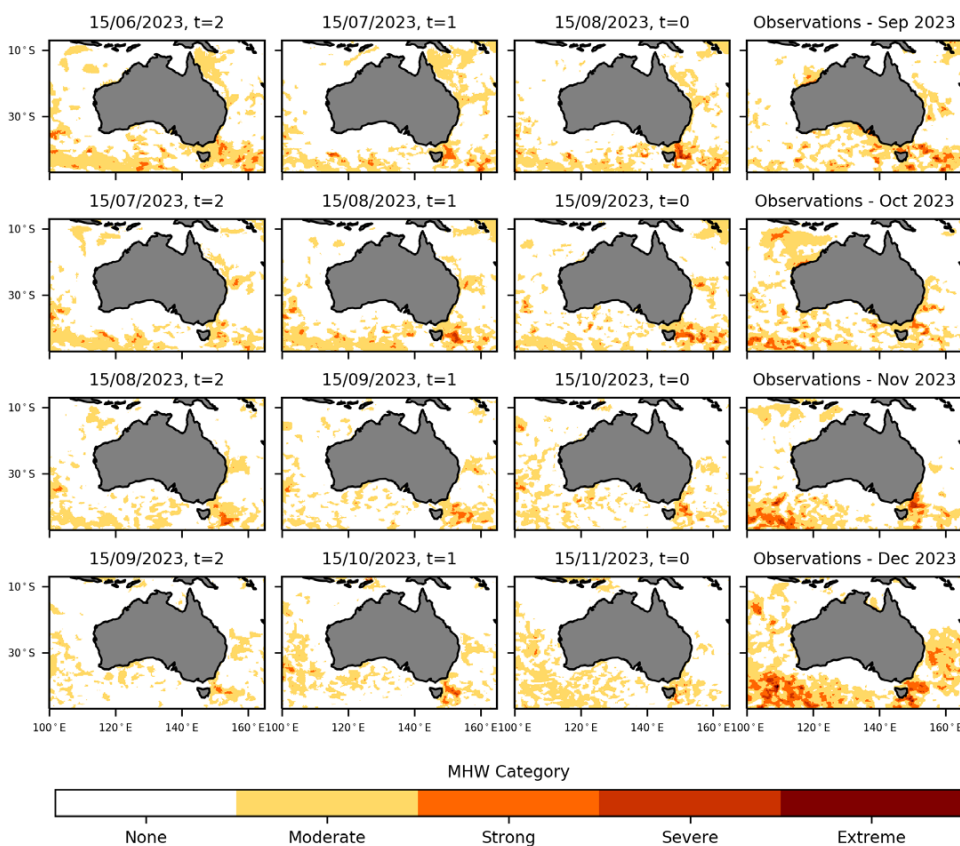 15/06/2023, t=2 15/07/2023, t=1 15/08/2023, t=0 Observations - Sep 2023
10°S
30°S
15/07/2023, t=2 15/08/2023, t=1 15/09/2023, t=0 Observations - Oct 2023
10°S
30°S
15/08/2023, t=2 15/09/2023, t=1 15/10/2023, t=0 Observations - Nov 2023
10°S
30°S
15/09/2023, t=2 15/10/2023, t=1 15/11/2023, t=0 Observations - Dec 2023
10°S
30°S
100°E 120°E 140°E 160°E100°E 120°E 140°E 160°E100°E 120°E 140°E 160°E100°E 120°E 140°E 160°E
MHW Category
None Moderate Strong Severe Extreme